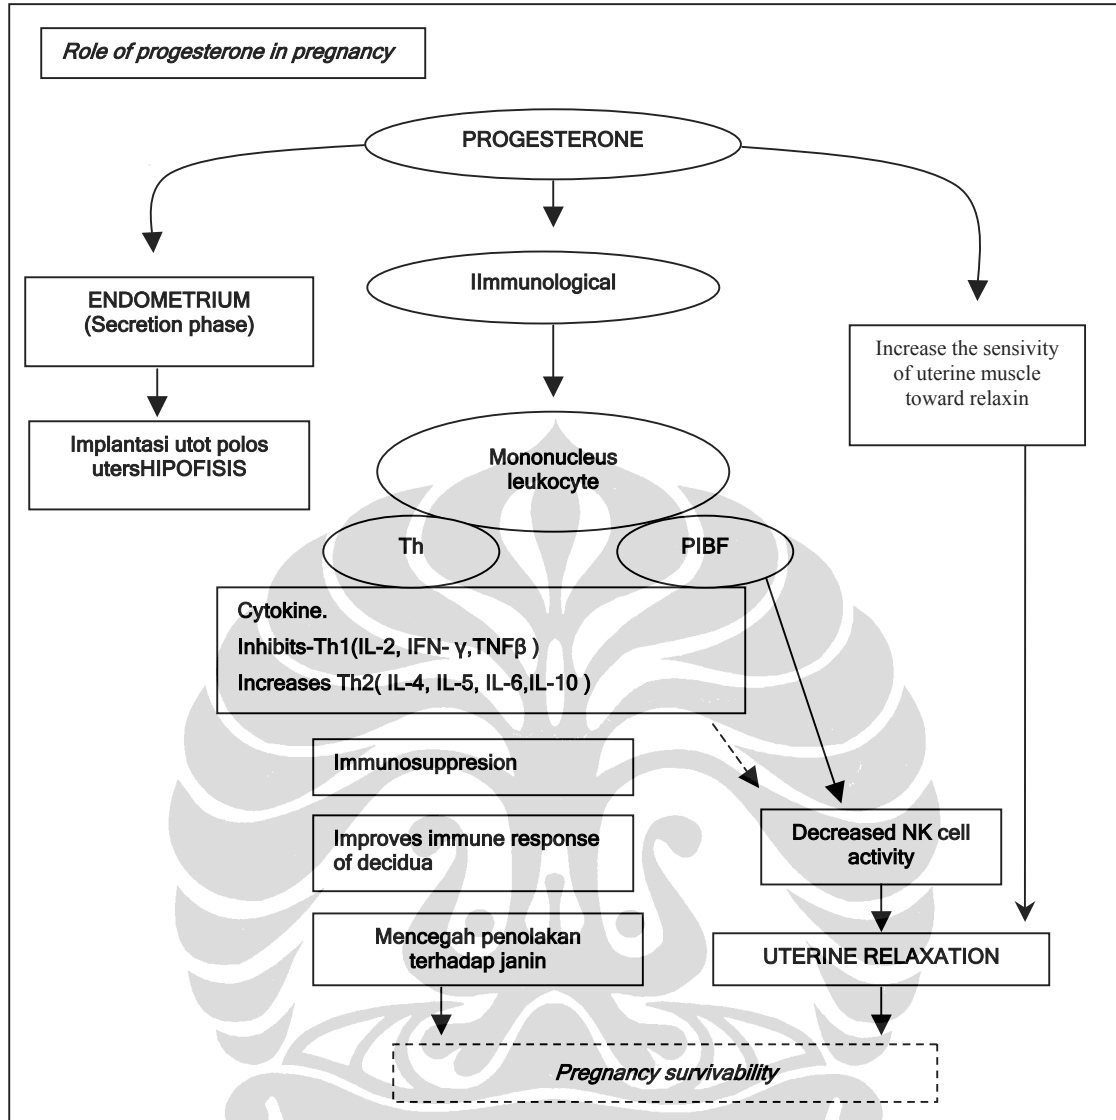 Role of progesterone in pregnancy
PROGESTERONE
ENDOMETRIUM
(Secretion phase)
IImmunological
Increase the sensivity
of uterine muscle
toward relaxin
Implantasi utot polos
utersHIPOFISIS
Mononucleus
leukocyte
Th
PIBF
Cytokine.
Inhibits-Th1(IL-2, IFN- γ,TNFβ )
Increases Th2( IL-4, IL-5, IL-6,IL-10 )
Immunosuppresion
Improves immune response
of decidua
Decreased NK cell
activity
Mencegah penolakan
terhadap janin
UTERINE RELAXATION
Pregnancy survivability